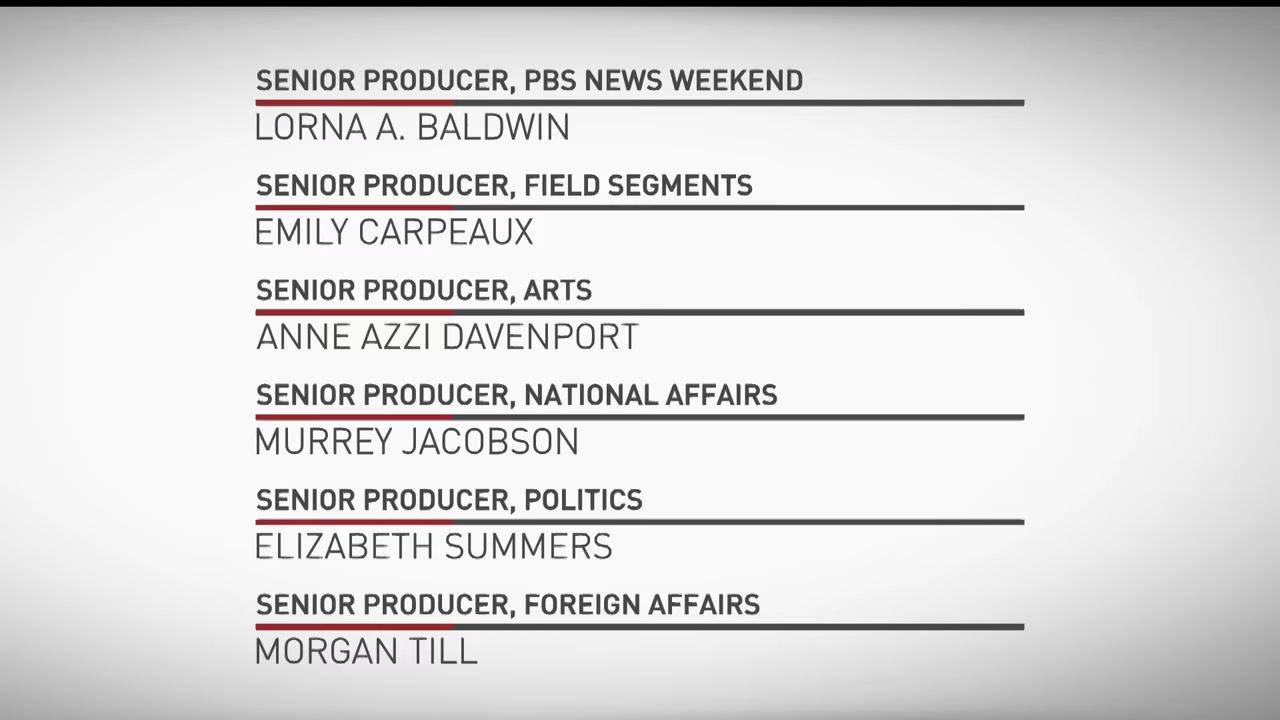 SENIOR PRODUCER, PBS NEWS WEEKEND
LORNA A. BALDWIN
SENIOR PRODUCER, FIELD SEGMENTS
EMILY CARPEAUX
SENIOR PRODUCER, ARTS
ANNE AZZI DAVENPORT
SENIOR PRODUCER, NATIONAL AFFAIRS
MURREY JACOBSON
SENIOR PRODUCER, POLITICS
ELIZABETH SUMMERS
SENIOR PRODUCER, FOREIGN AFFAIRS
MORGAN TILL